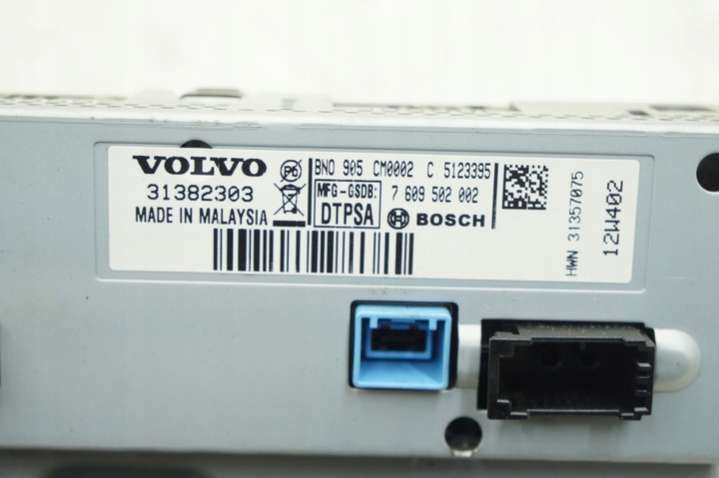 VOLVO
31382303
MADE IN MALAYSIA
Pb
BNO 905 CM0002 C 5123395
MFG-GSDB:
DTPSA
7 609 502 002
BOSCH
HWN 31357075
12W402